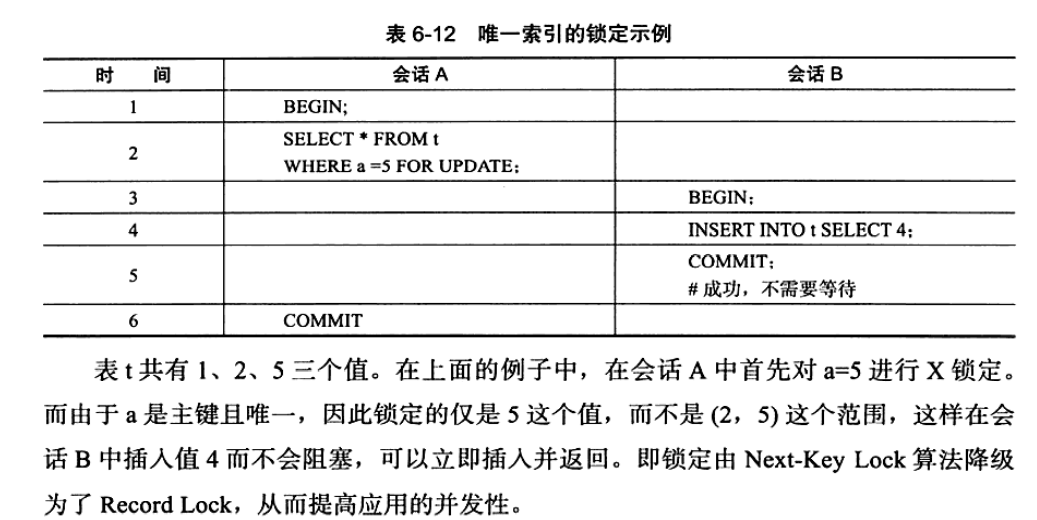 表 6-12 唯一索引的锁定示例
时 间 会话 A 会话 B
1 BEGIN;
2 SELECT * FROM t
WHERE a =5 FOR UPDATE;
3 BEGIN;
4 INSERT INTO t SELECT 4;
5 COMMIT;
# 成功，不需要等待
6 COMMIT
表 t 共有 1、2、5 三个值。在上面的例子中，在会话 A 中首先对 a=5 进行 X 锁定。
而由于 a 是主键且唯一，因此锁定的仅是 5 这个值，而不是 (2，5) 这个范围，这样在会
话 B 中插入值 4 而不会阻塞，可以立即插入并返回。即锁定由 Next-Key Lock 算法降级
为了 Record Lock，从而提高应用的并发性。